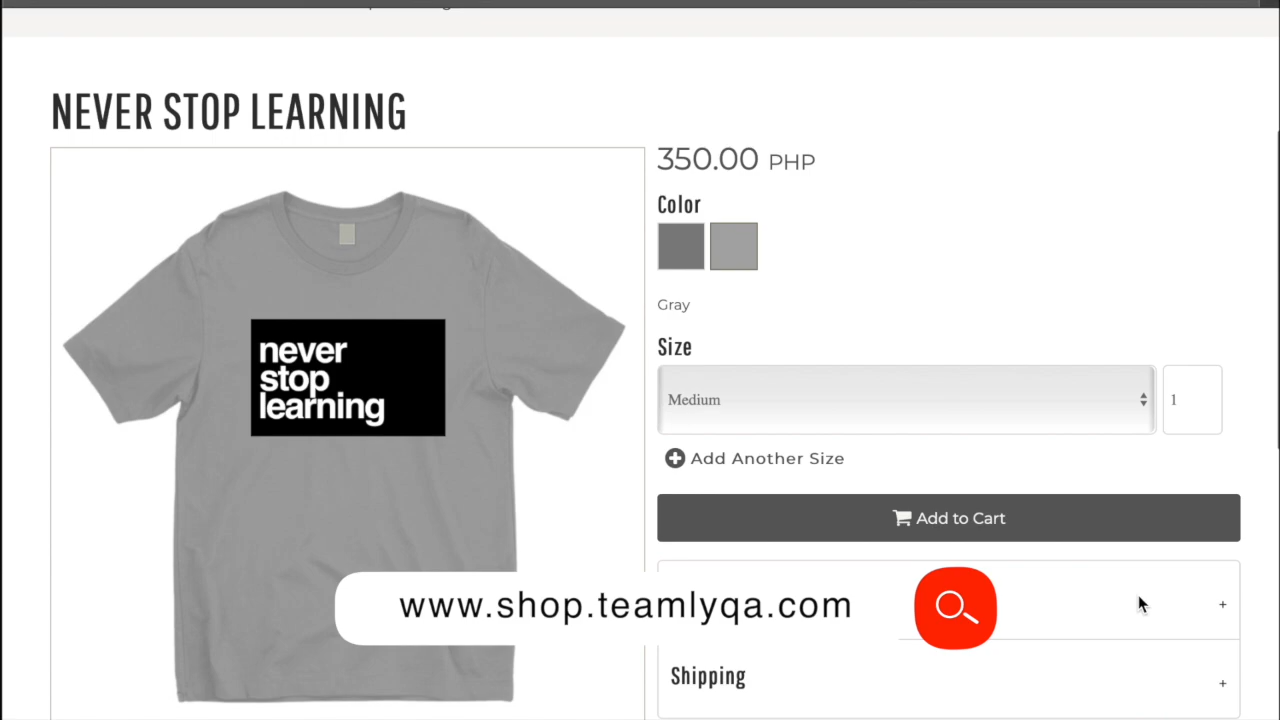 NEVER STOP LEARNING
350.00 PHP
Color
Gray
Size
Medium
1
Add Another Size
Add to Cart
never
stop
learning
www.shop.teamlyqa.com
+
Shipping
+